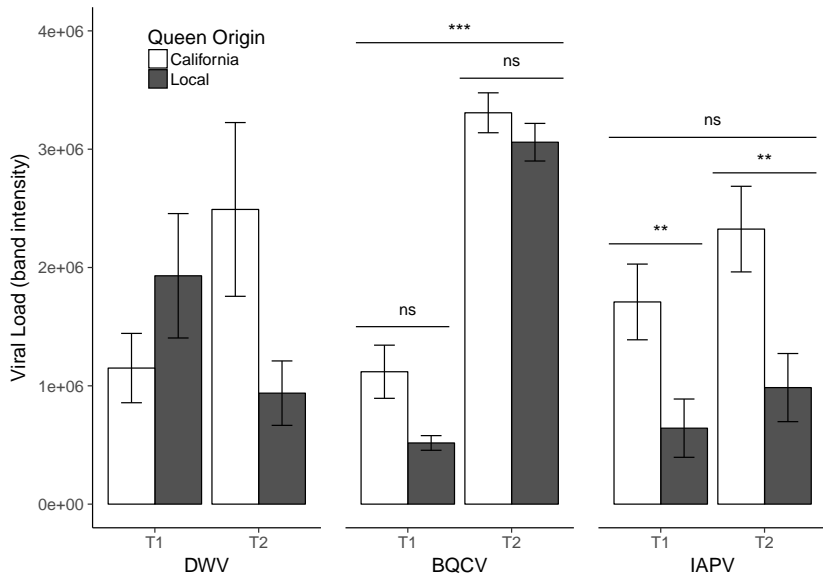 Viral Load (band intensity)
4e+06
3e+06
2e+06
1e+06
0e+00
Queen Origin
California
Local
T1
T2
DWV
***
ns
ns
T1
T2
BQCV
ns
**
**
T1
T2
IAPV